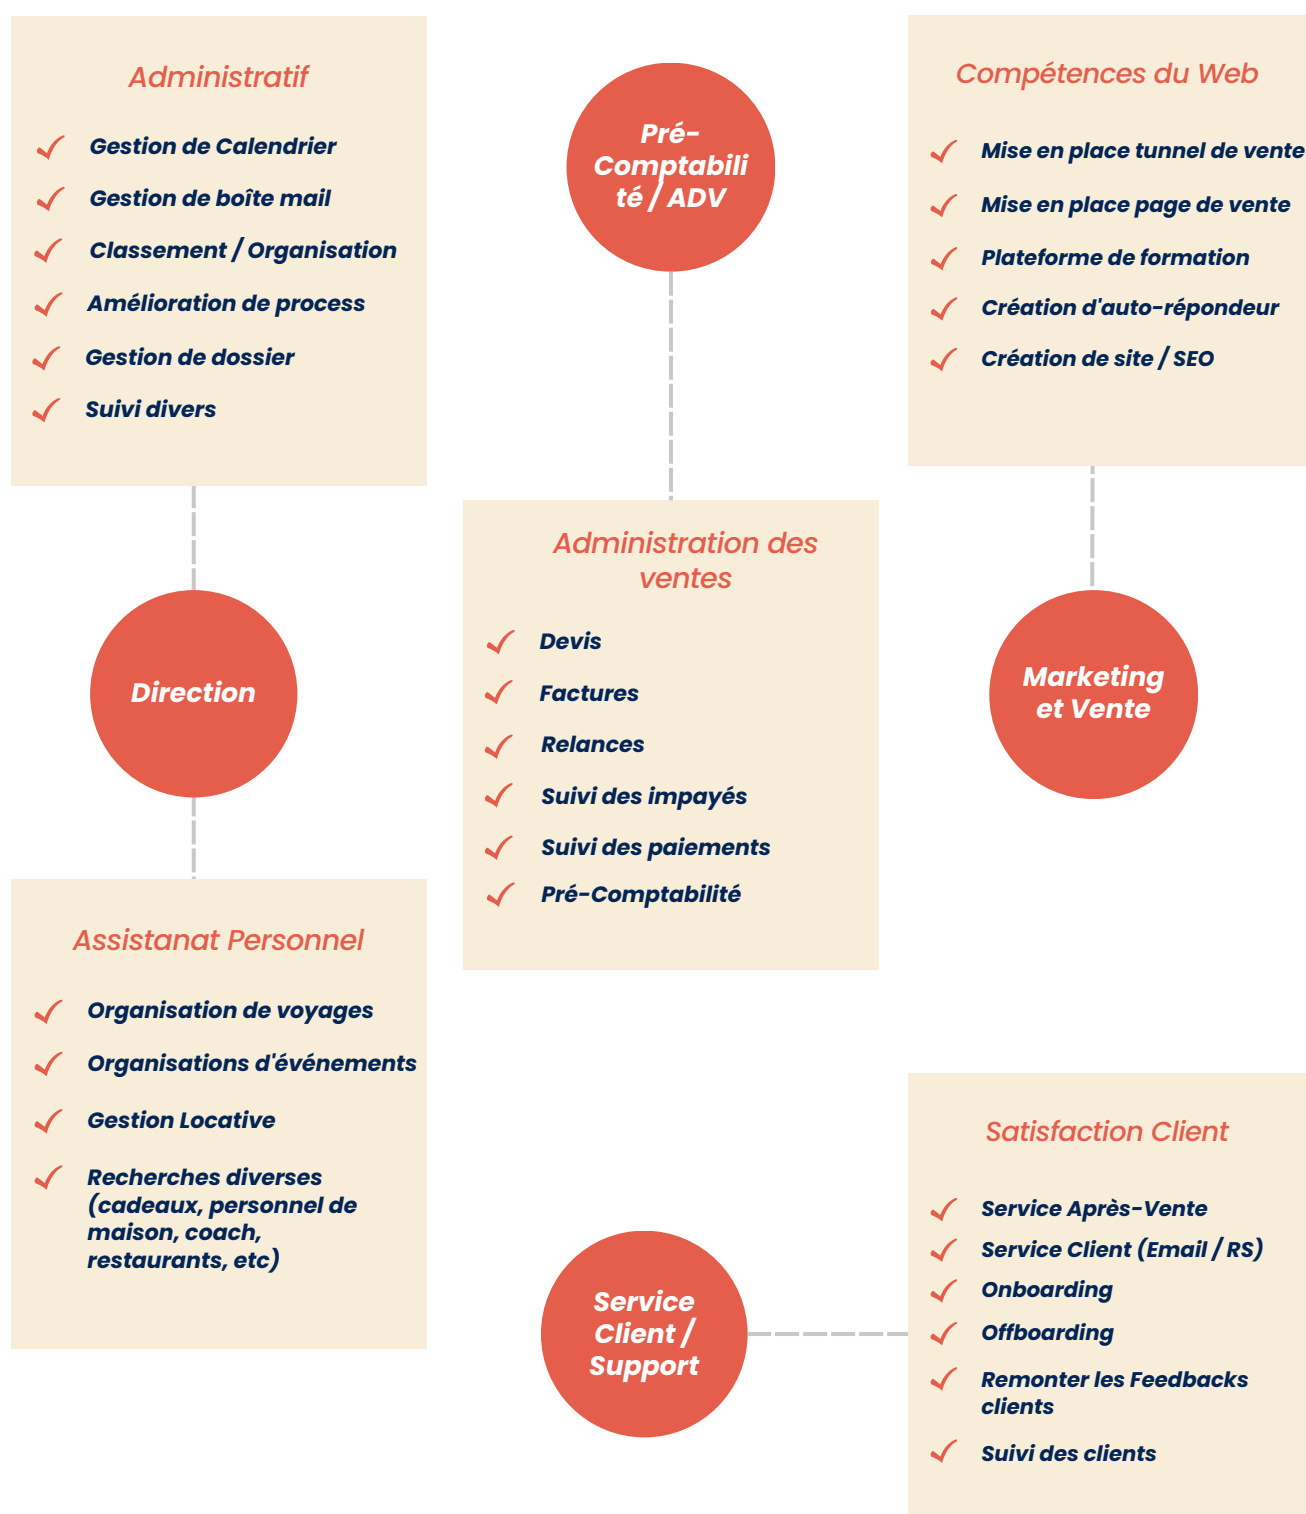 Administratif
Gestion de Calendrier
Gestion de boîte mail
Classement / Organisation
Amélioration de process
Gestion de dossier
Suivi divers
Direction
Assistanat Personnel
Organisation de voyages
Organisations d'événements
Gestion Locative
Recherches diverses
(cadeaux, personnel de
maison, coach,
restaurants, etc)
Pré-
Comptabili
té / ADV
Administration des
ventes
Devis
Factures
Relances
Suivi des impayés
Suivi des paiements
Pré-Comptabilité
Compétences du Web
Mise en place tunnel de vente
Mise en place page de vente
Plateforme de formation
Création d'auto-répondeur
Création de site / SEO
Marketing
et Vente
Service
Client /
Support
Satisfaction Client
Service Après-Vente
Service Client (Email / RS)
Onboarding
Offboarding
Remonter les Feedbacks
clients
Suivi des clients